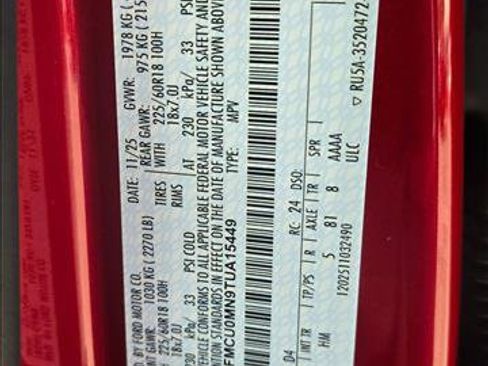 D. BY FORD MOTOR CO.
DATE: 11/25 GVWR: 1978 KG (
NT GAWR: 1030 KG ( 2270 LB) REAR GAWR: 975 KG ( 215
225/60R18 100H TIRES WITH 225/60R18 100H
18x7.0J RIMS 18x7.0J
230 kPa/ 33 PSI COLD AT 230 kPa/ 33 PSI
VEHICLE CONFORMS TO ALL APPLICABLE FEDERAL MOTOR VEHICLE SAFETY AND
IN EFFECT ON THE DATE OF MANUFACTURE SHOWN ABOVE
FMCU0MN9TUA15449 TYPE: MPV
D4 RC: 24 DSO:
INT TR TP/PS R AXLE TR SPR
HM 5 81 8 AAAA
1202511032490 ULC
▽ RU5A-3520472-